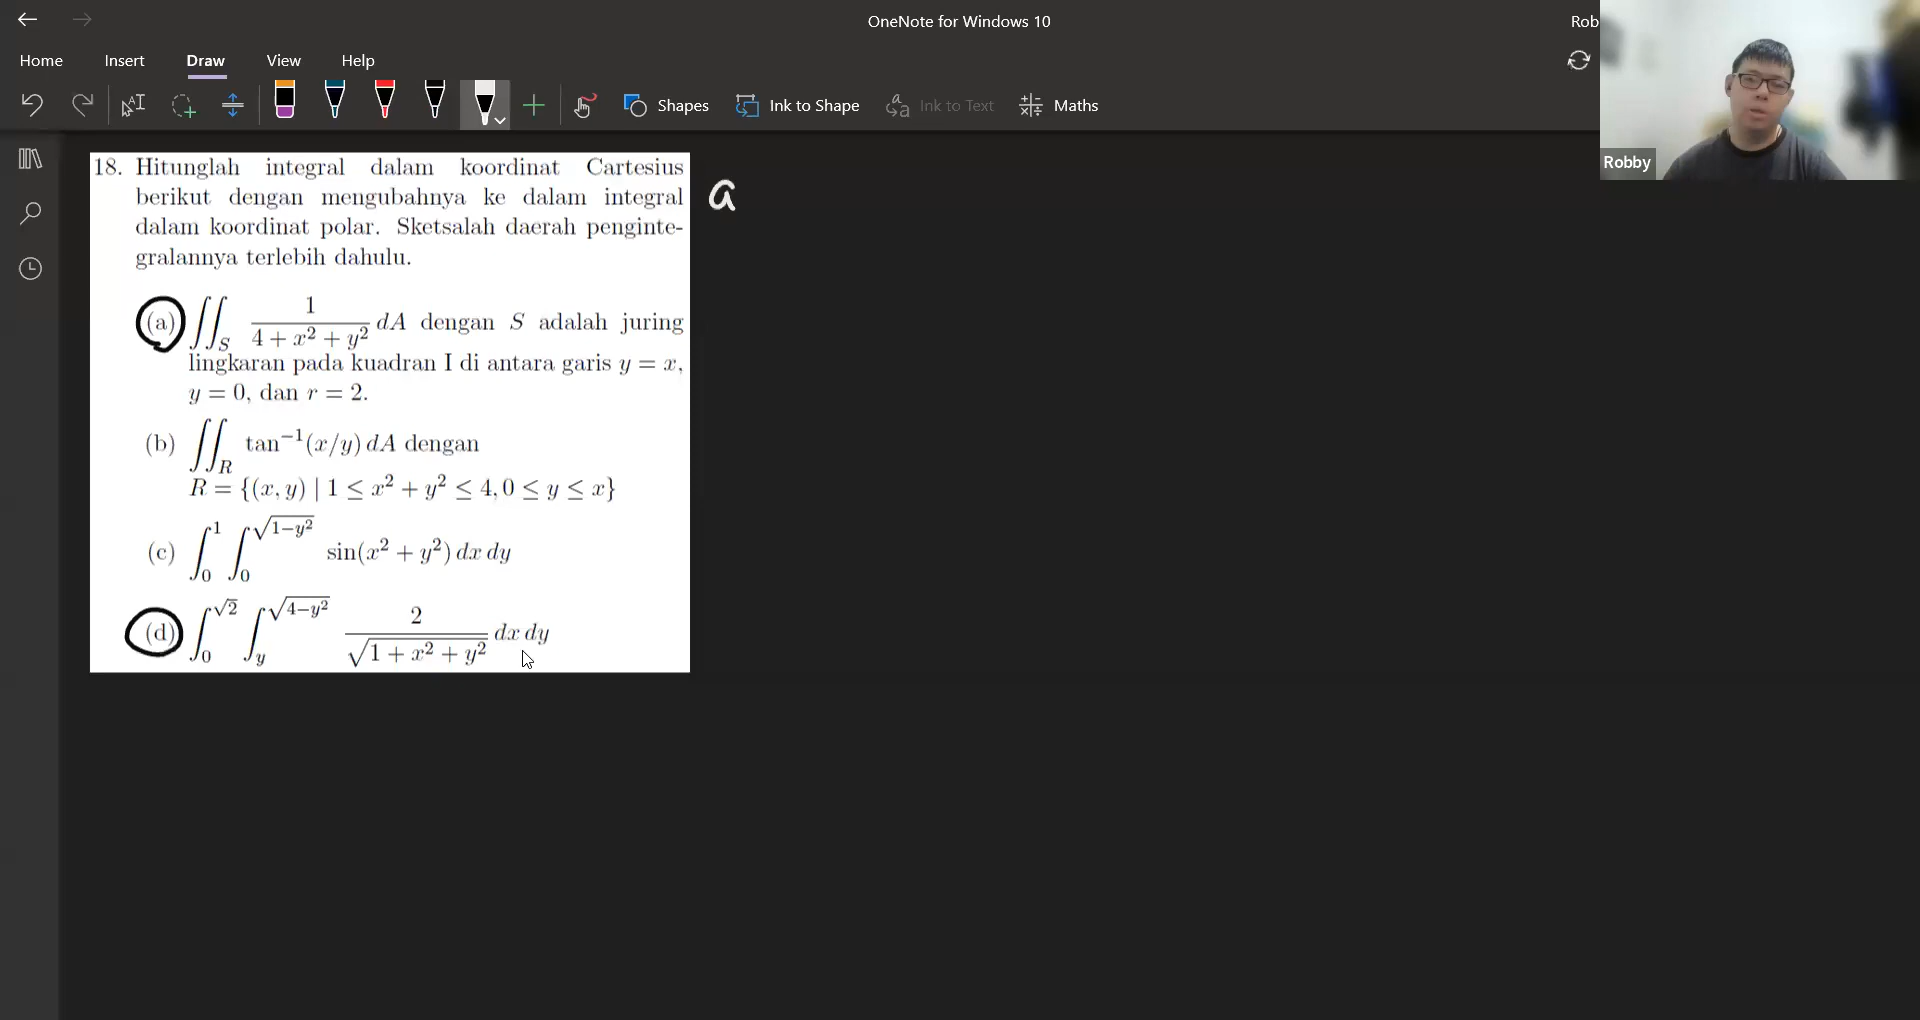 OneNote for Windows 10
Rob
Home Insert Draw View Help
Shapes Ink to Shape Ink to Text Maths
Robby
18. Hitunglah integral dalam koordinat Cartesius
berikut dengan mengubahnya ke dalam integral
dalam koordinat polar. Sketsalah daerah penginte-
gralannya terlebih dahulu.
a
(a) ∬_S 1/(4 + x² + y²) dA dengan S adalah juring
lingkaran pada kuadran I di antara garis y = x,
y = 0, dan r = 2.
(b) ∬_R tan⁻¹(x/y) dA dengan
R = {(x, y) | 1 ≤ x² + y² ≤ 4, 0 ≤ y ≤ x}
(c) ∫_0^1 ∫_0^√(1−y²) sin(x² + y²) dx dy
(d) ∫_0^√2 ∫_y^√(4−y²) 2/√(1 + x² + y²) dx dy